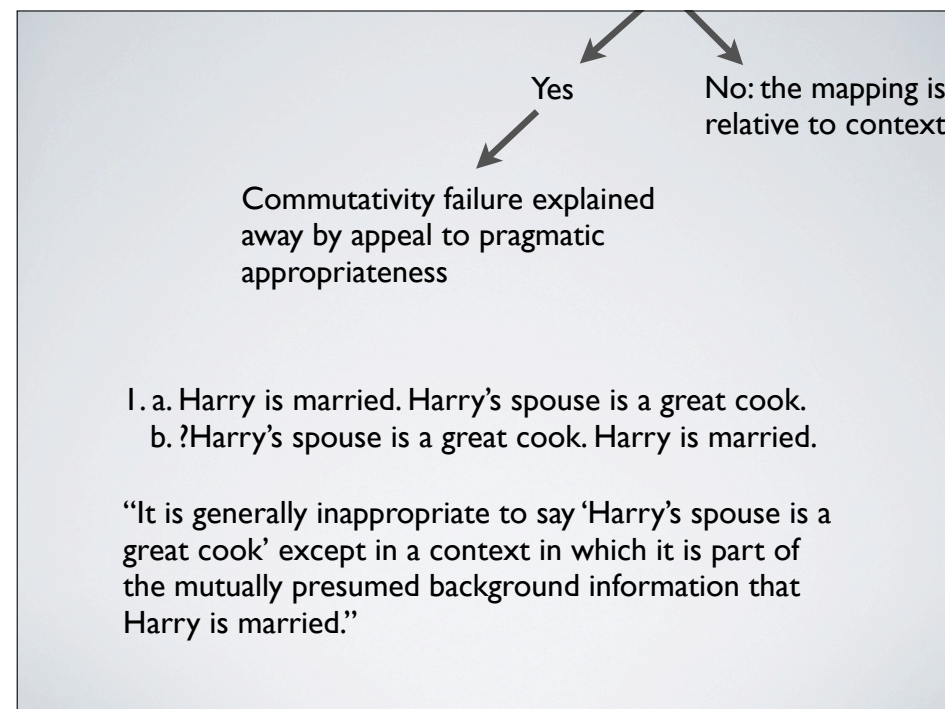 Yes
No: the mapping is
relative to context
Commutativity failure explained
away by appeal to pragmatic
appropriateness
1. a. Harry is married. Harry’s spouse is a great cook.
b. ?Harry’s spouse is a great cook. Harry is married.
“It is generally inappropriate to say ‘Harry’s spouse is a
great cook’ except in a context in which it is part of
the mutually presumed background information that
Harry is married.”